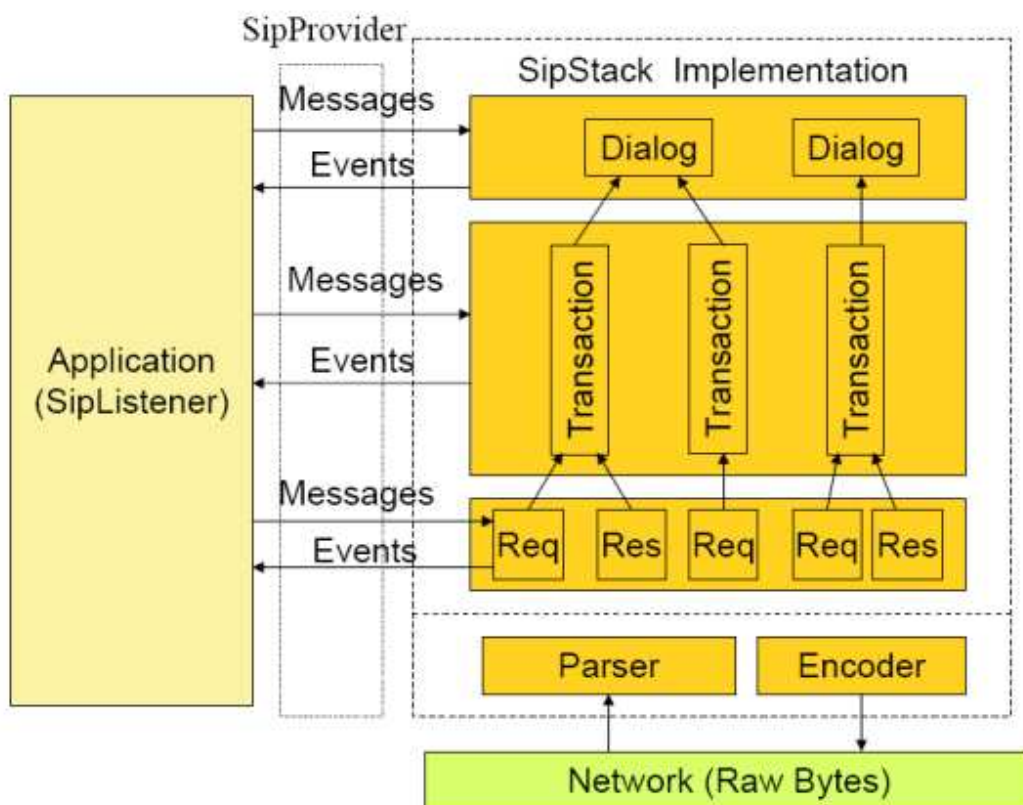 SipProvider
SipStack Implementation
Messages
Events
Dialog
Dialog
Messages
Events
Transaction
Transaction
Transaction
Application
(SipListener)
Messages
Events
Req
Res
Req
Req
Res
Parser
Encoder
Network (Raw Bytes)